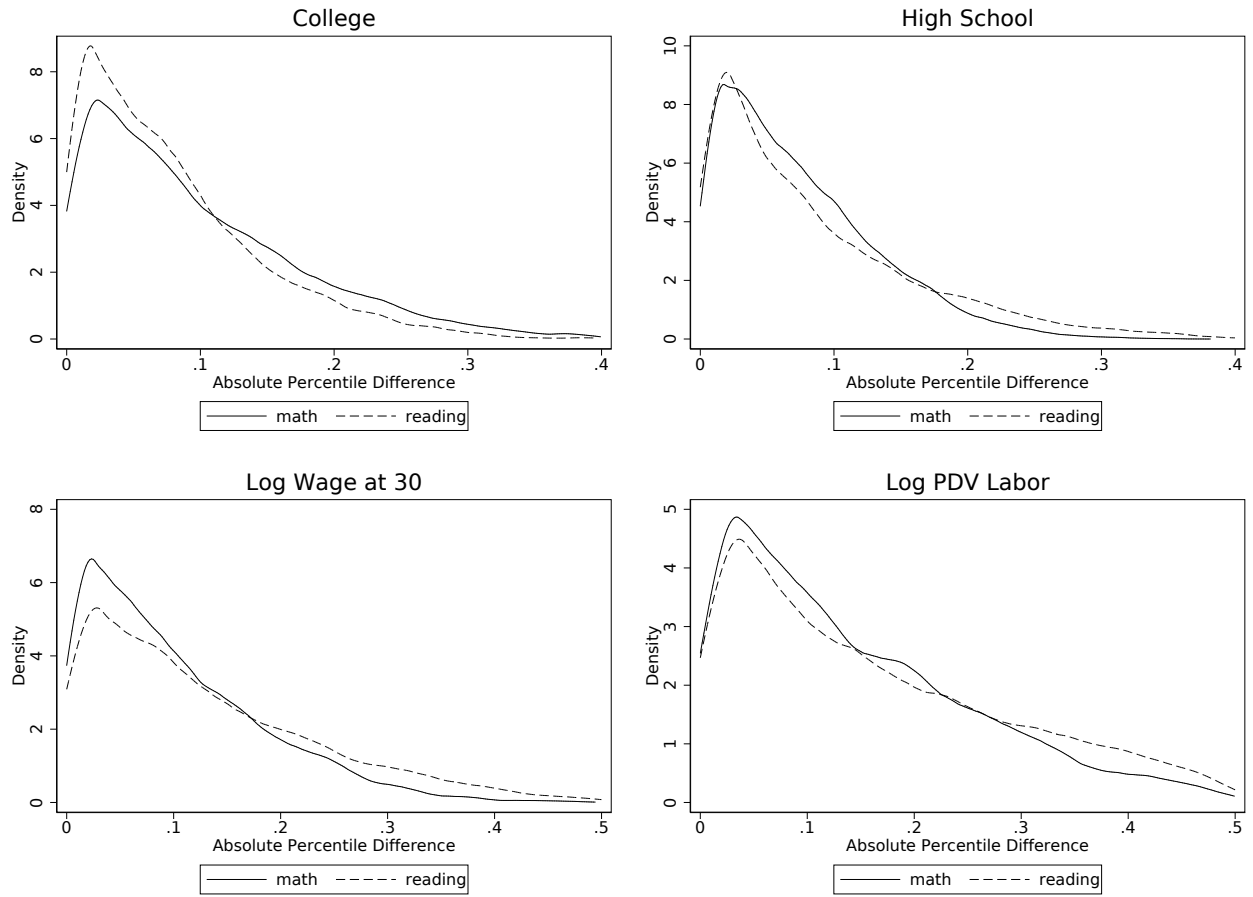 College
Density
8
6
4
2
0
0 .1 .2 .3 .4
Absolute Percentile Difference
math reading
High School
Density
10
8
6
4
2
0
0 .1 .2 .3 .4
Absolute Percentile Difference
math reading
Log Wage at 30
Density
8
6
4
2
0
0 .1 .2 .3 .4 .5
Absolute Percentile Difference
math reading
Log PDV Labor
Density
5
4
3
2
1
0
0 .1 .2 .3 .4 .5
Absolute Percentile Difference
math reading